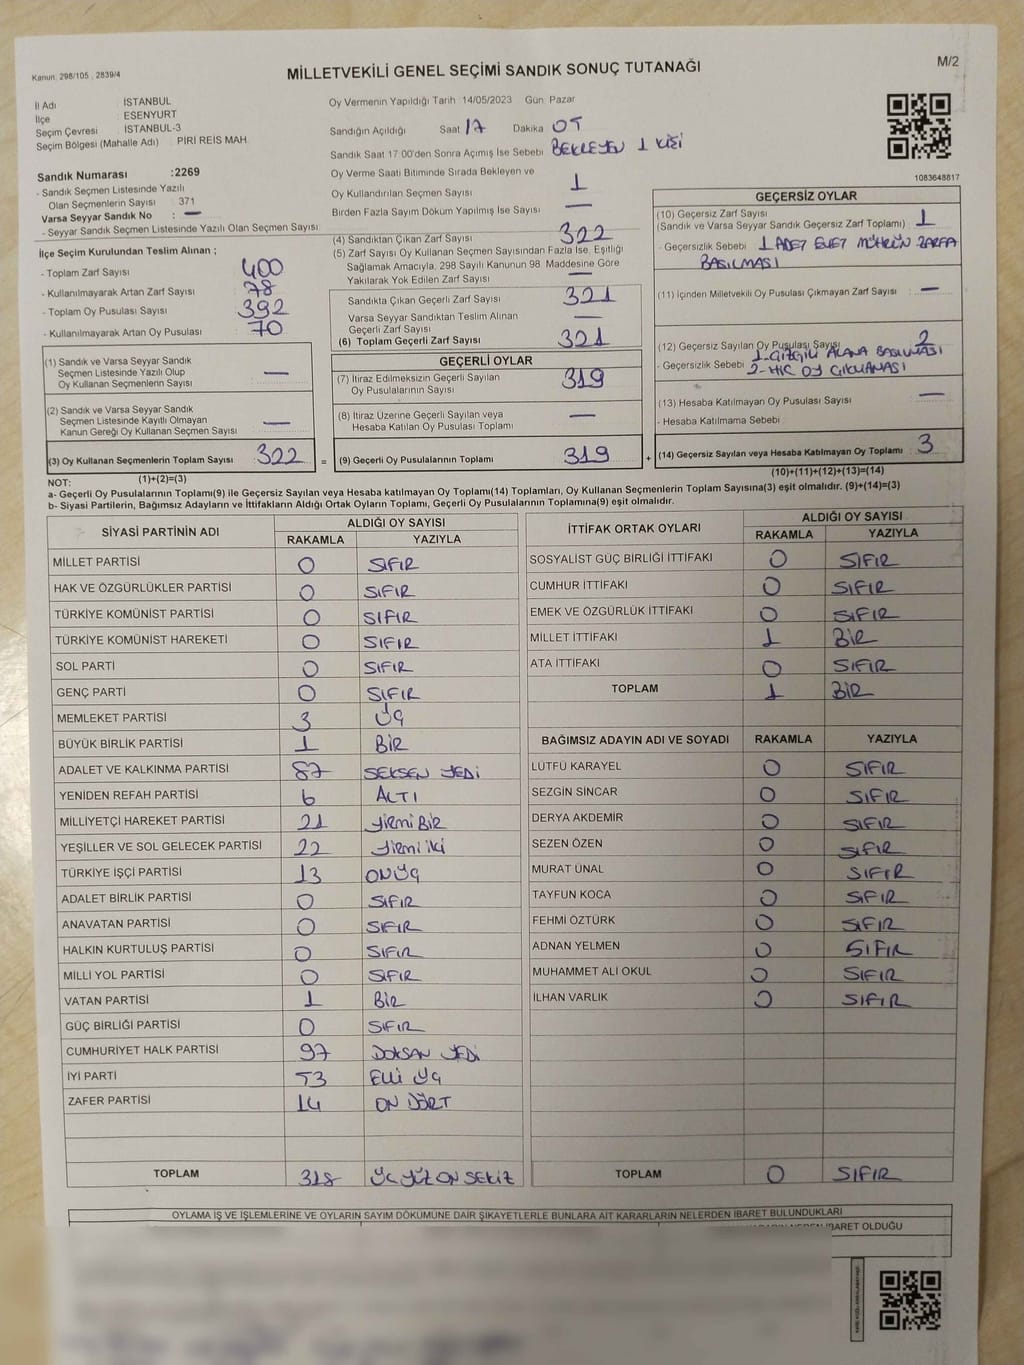 Kanun: 298/105 , 2839/4
MİLLETVEKİLİ GENEL SEÇİMİ SANDIK SONUÇ TUTANAĞI
M/2
İl Adı : İSTANBUL
İlçe : ESENYURT
Seçim Çevresi : İSTANBUL-3
Seçim Bölgesi (Mahalle Adı) : PİRİ REİS MAH
Sandık Numarası :2269
- Sandık Seçmen Listesinde Yazılı
Olan Seçmenlerin Sayısı : 371
Varsa Seyyar Sandık No : —
- Seyyar Sandık Seçmen Listesinde Yazılı Olan Seçmen Sayısı
Oy Vermenin Yapıldığı Tarih :14/05/2023 Gün: Pazar
Sandığın Açıldığı Saat 17 Dakika 05
Sandık Saat 17:00'den Sonra Açımış İse Sebebi BEKLEYEN 1 KİŞİ
Oy Verme Saati Bitiminde Sırada Bekleyen ve
Oy Kullandırılan Seçmen Sayısı 1
Birden Fazla Sayım Döküm Yapılmış İse Sayısı —
1083648817
İlçe Seçim Kurulundan Teslim Alınan ;
- Toplam Zarf Sayısı 400
- Kullanılmayarak Artan Zarf Sayısı 78
- Toplam Oy Pusulası Sayısı 392
- Kullanılmayarak Artan Oy Pusulası 70
(1) Sandık ve Varsa Seyyar Sandık
Seçmen Listesinde Yazılı Olup
Oy Kullanan Seçmenlerin Sayısı —
(2) Sandık ve Varsa Seyyar Sandık
Seçmen Listesinde Kayıtlı Olmayan
Kanun Gereği Oy Kullanan Seçmen Sayısı —
(3) Oy Kullanan Seçmenlerin Toplam Sayısı 322 =
(4) Sandıktan Çıkan Zarf Sayısı 322
(5) Zarf Sayısı Oy Kullanan Seçmen Sayısından Fazla İse, Eşitliği
Sağlamak Amacıyla, 298 Sayılı Kanunun 98. Maddesine Göre
Yakılarak Yok Edilen Zarf Sayısı —
Sandıkta Çıkan Geçerli Zarf Sayısı 321
Varsa Seyyar Sandıktan Teslim Alınan
Geçerli Zarf Sayısı —
(6) Toplam Geçerli Zarf Sayısı 321
GEÇERLİ OYLAR
(7) İtiraz Edilmeksizin Geçerli Sayılan
Oy Pusulalarının Sayısı 319
(8) İtiraz Üzerine Geçerli Sayılan veya
Hesaba Katılan Oy Pusulası Toplamı —
(9) Geçerli Oy Pusulalarının Toplamı 319 +
GEÇERSİZ OYLAR
(10) Geçersiz Zarf Sayısı
(Sandık ve Varsa Seyyar Sandık Geçersiz Zarf Toplamı) : 1
- Geçersizlik Sebebi : 1 ADET EVET MÜHRÜN ZARFA
BASILMASI
(11) İçinden Milletvekili Oy Pusulası Çıkmayan Zarf Sayısı : —
(12) Geçersiz Sayılan Oy Pusulası Sayısı 2
- Geçersizlik Sebebi : 1-ÇİZGİLİ ALANA BASILMASI
2-HİÇ OY ÇIKMAMASI
(13) Hesaba Katılmayan Oy Pusulası Sayısı : —
- Hesaba Katılmama Sebebi :
(14) Geçersiz Sayılan veya Hesaba Katılmayan Oy Toplamı : 3
NOT: (1)+(2)=(3)
(10)+(11)+(12)+(13)=(14)
a- Geçerli Oy Pusulalarının Toplamı(9) ile Geçersiz Sayılan veya Hesaba katılmayan Oy Toplamı(14) Toplamları, Oy Kullanan Seçmenlerin Toplam Sayısına(3) eşit olmalıdır. (9)+(14)=(3)
b- Siyasi Partilerin, Bağımsız Adayların ve İttifakların Aldığı Ortak Oyların Toplamı, Geçerli Oy Pusulalarının Toplamına(9) eşit olmalıdır.
SİYASİ PARTİNİN ADI ALDIĞI OY SAYISI
RAKAMLA YAZIYLA
MİLLET PARTİSİ 0 SIFIR
HAK VE ÖZGÜRLÜKLER PARTİSİ 0 SIFIR
TÜRKİYE KOMÜNİST PARTİSİ 0 SIFIR
TÜRKİYE KOMÜNİST HAREKETİ 0 SIFIR
SOL PARTİ 0 SIFIR
GENÇ PARTİ 0 SIFIR
MEMLEKET PARTİSİ 3 ÜÇ
BÜYÜK BİRLİK PARTİSİ 1 BİR
ADALET VE KALKINMA PARTİSİ 87 SEKSEN YEDİ
YENİDEN REFAH PARTİSİ 6 ALTI
MİLLİYETÇİ HAREKET PARTİSİ 21 YİRMİ BİR
YEŞİLLER VE SOL GELECEK PARTİSİ 22 YİRMİ İKİ
TÜRKİYE İŞÇİ PARTİSİ 13 ON ÜÇ
ADALET BİRLİK PARTİSİ 0 SIFIR
ANAVATAN PARTİSİ 0 SIFIR
HALKIN KURTULUŞ PARTİSİ 0 SIFIR
MİLLİ YOL PARTİSİ 0 SIFIR
VATAN PARTİSİ 1 BİR
GÜÇ BİRLİĞİ PARTİSİ 0 SIFIR
CUMHURİYET HALK PARTİSİ 97 DOKSAN YEDİ
İYİ PARTİ 53 ELLİ ÜÇ
ZAFER PARTİSİ 14 ON DÖRT
TOPLAM 318 ÜÇ YÜZ ON SEKİZ
İTTİFAK ORTAK OYLARI ALDIĞI OY SAYISI
RAKAMLA YAZIYLA
SOSYALİST GÜÇ BİRLİĞİ İTTİFAKI 0 SIFIR
CUMHUR İTTİFAKI 0 SIFIR
EMEK VE ÖZGÜRLÜK İTTİFAKI 0 SIFIR
MİLLET İTTİFAKI 1 BİR
ATA İTTİFAKI 0 SIFIR
TOPLAM 1 BİR
BAĞIMSIZ ADAYIN ADI VE SOYADI RAKAMLA YAZIYLA
LÜTFÜ KARAYEL 0 SIFIR
SEZGİN SİNCAR 0 SIFIR
DERYA AKDEMİR 0 SIFIR
SEZEN ÖZEN 0 SIFIR
MURAT ÜNAL 0 SIFIR
TAYFUN KOCA 0 SIFIR
FEHMİ ÖZTÜRK 0 SIFIR
ADNAN YELMEN 0 SIFIR
MUHAMMET ALİ OKUL 0 SIFIR
İLHAN VARLIK 0 SIFIR
TOPLAM 0 SIFIR
OYLAMA İŞ VE İŞLEMLERİNE VE OYLARIN SAYIM DÖKÜMÜNE DAİR ŞİKAYETLERLE BUNLARA AİT KARARLARIN NELERDEN İBARET BULUNDUKLARI
NEDEN İBARET OLDUĞU